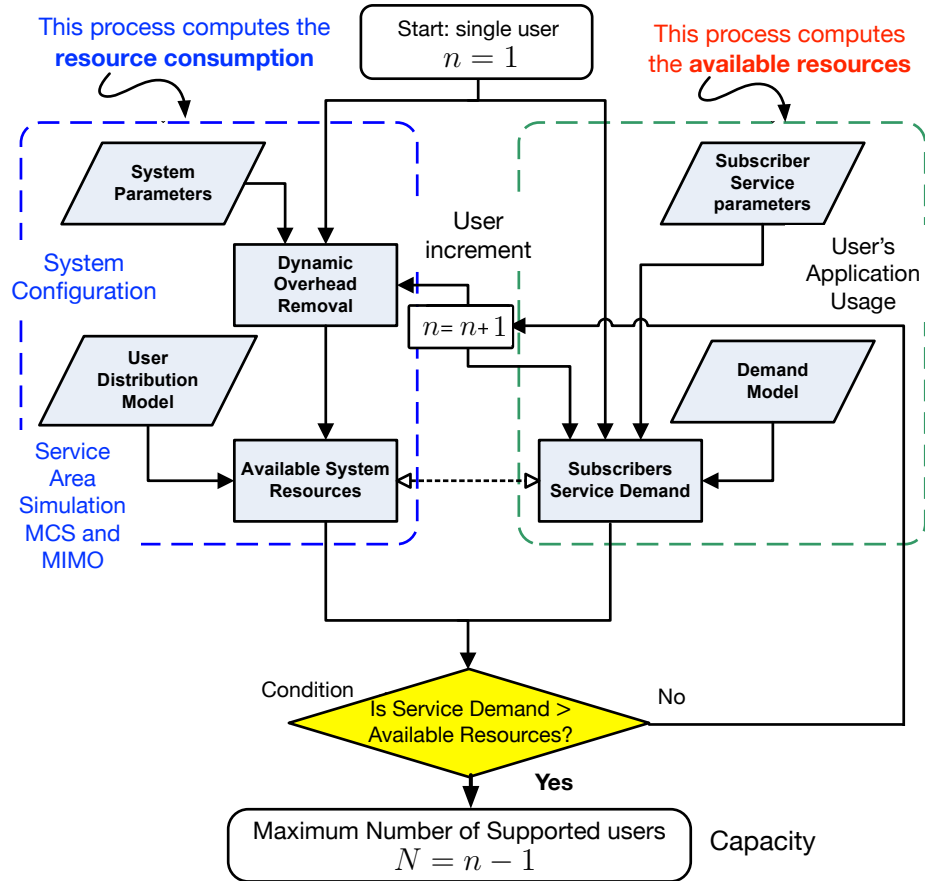 This process computes the
resource consumption
Start: single user
n = 1
This process computes
the available resources
System
Parameters
Subscriber
Service
parameters
User
increment
User's
Application
Usage
System
Configuration
Dynamic
Overhead
Removal
n = n + 1
User
Distribution
Model
Demand
Model
Service
Area
Simulation
MCS and
MIMO
Available System
Resources
Subscribers
Service Demand
Condition
Is Service Demand >
Available Resources?
No
Yes
Maximum Number of Supported users
N = n − 1
Capacity